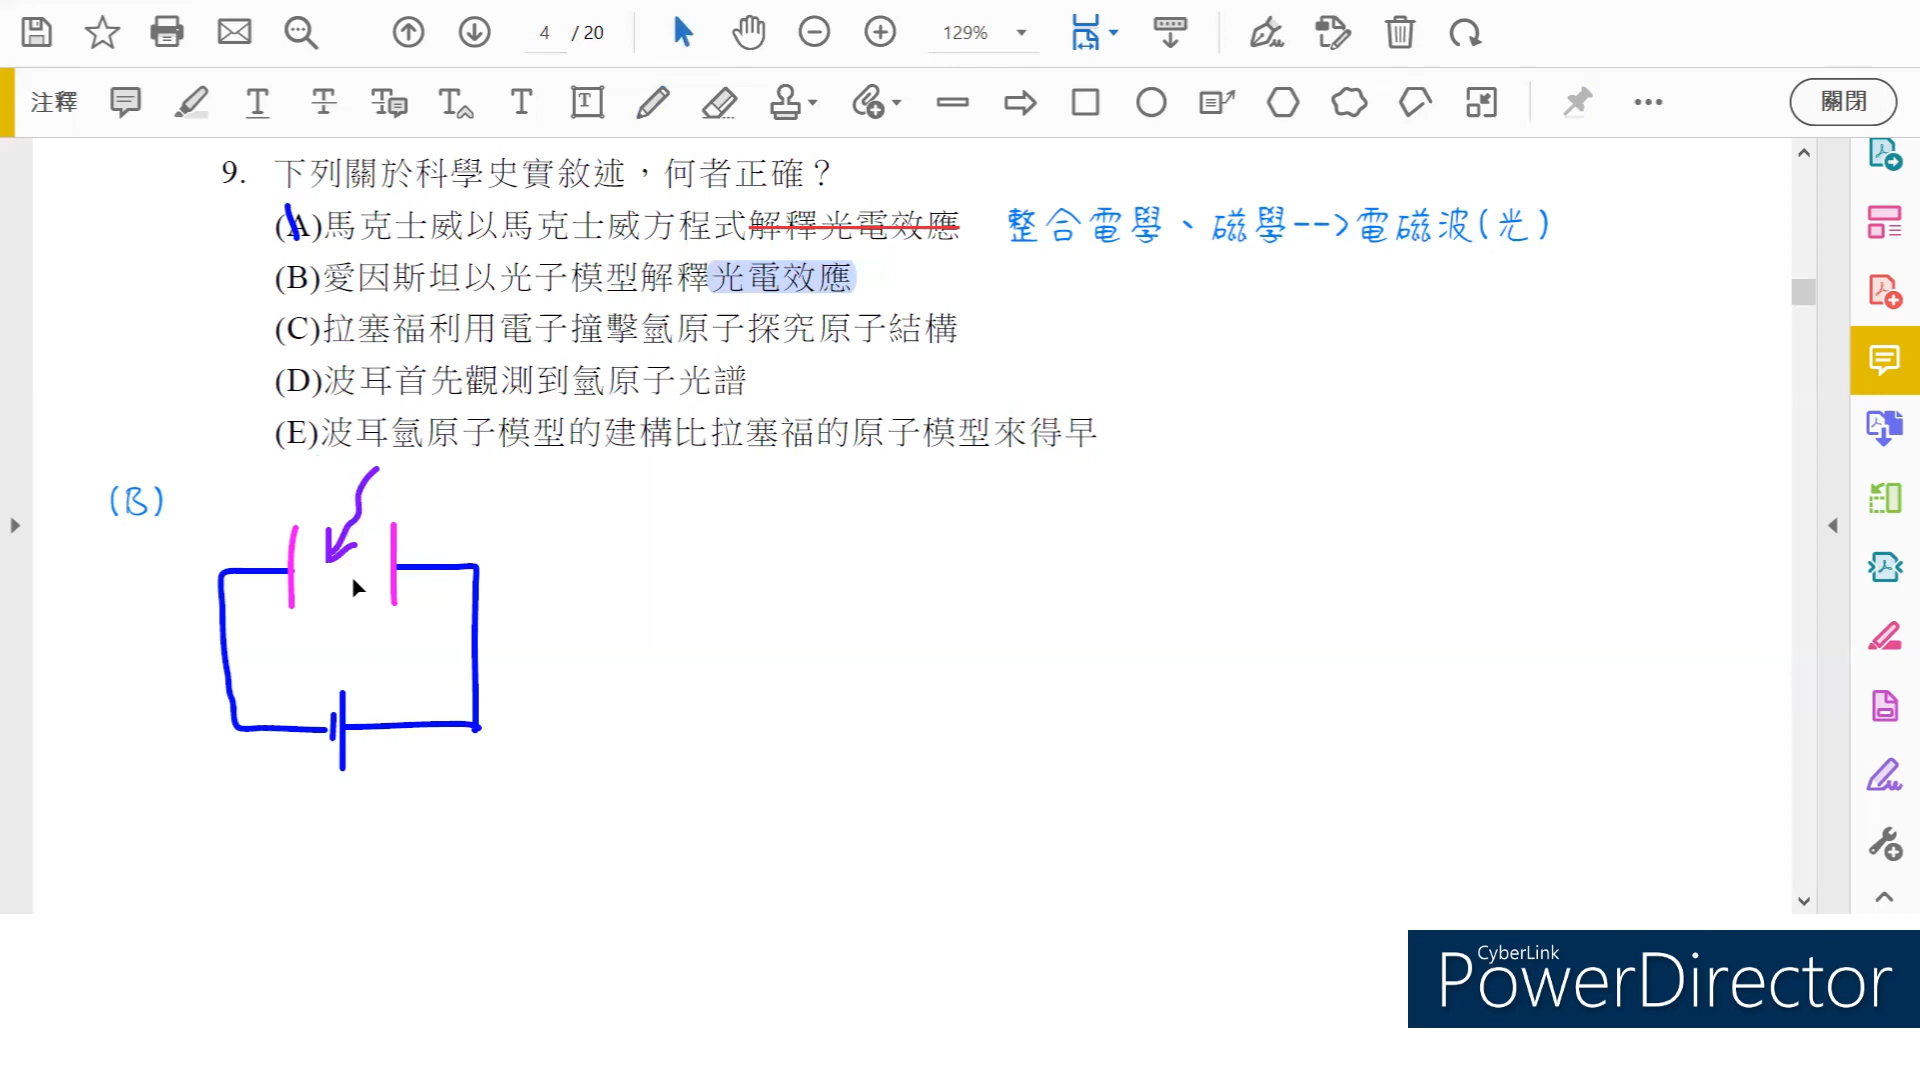 4 / 20
129%
注釋
關閉
9. 下列關於科學史實敘述，何者正確？
(A)馬克士威以馬克士威方程式解釋光電效應 整合電學、磁學-->電磁波(光)
(B)愛因斯坦以光子模型解釋光電效應
(C)拉塞福利用電子撞擊氫原子探究原子結構
(D)波耳首先觀測到氫原子光譜
(E)波耳氫原子模型的建構比拉塞福的原子模型來得早
(B)
CyberLink
PowerDirector